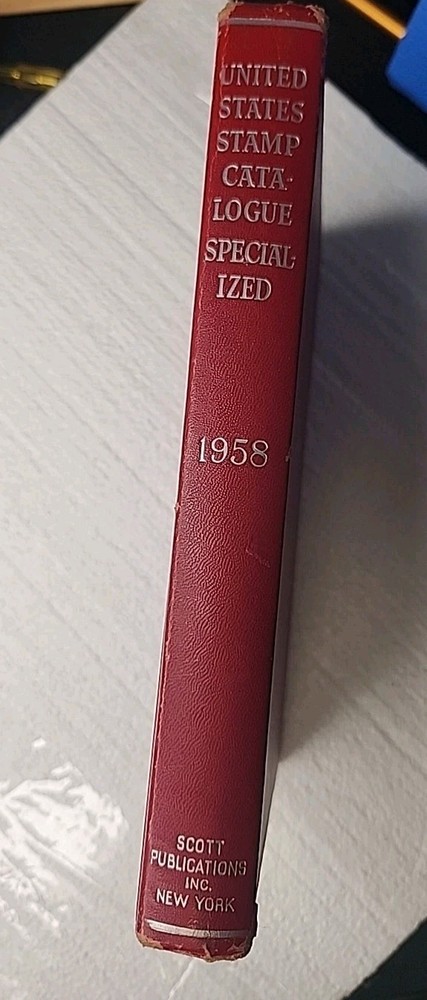 UNITED
STATES
STAMP
CATA-
LOGUE
SPECIAL-
IZED
1958
SCOTT
PUBLICATIONS
INC.
NEW YORK